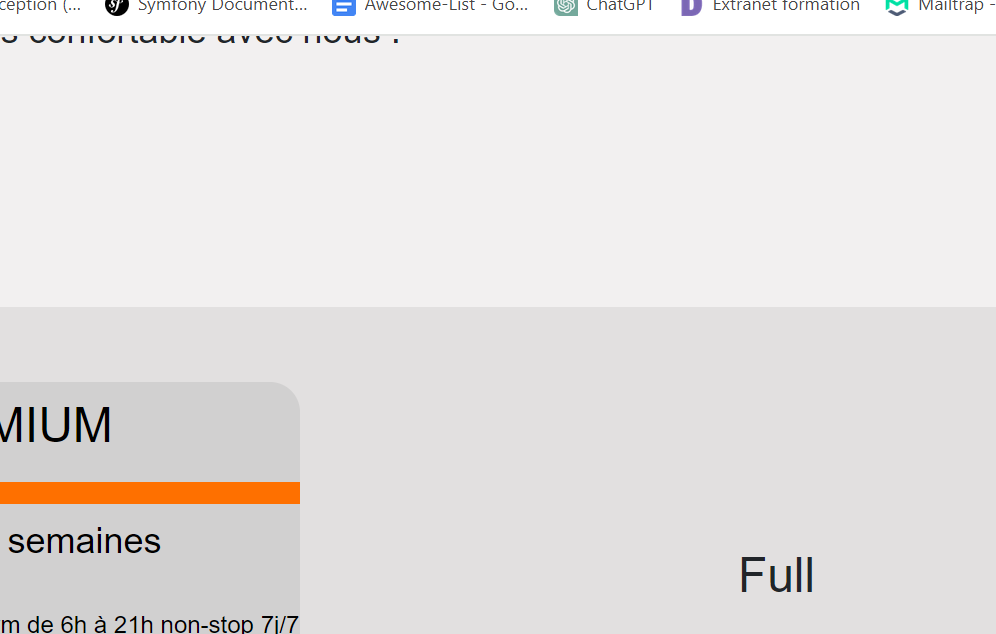 ception (... Symfony Document... Awesome-List - Go... ChatGPT Extranet formation Mailtrap -
s confortable avec nous .
MIUM
semaines
Full
m de 6h à 21h non-stop 7j/7